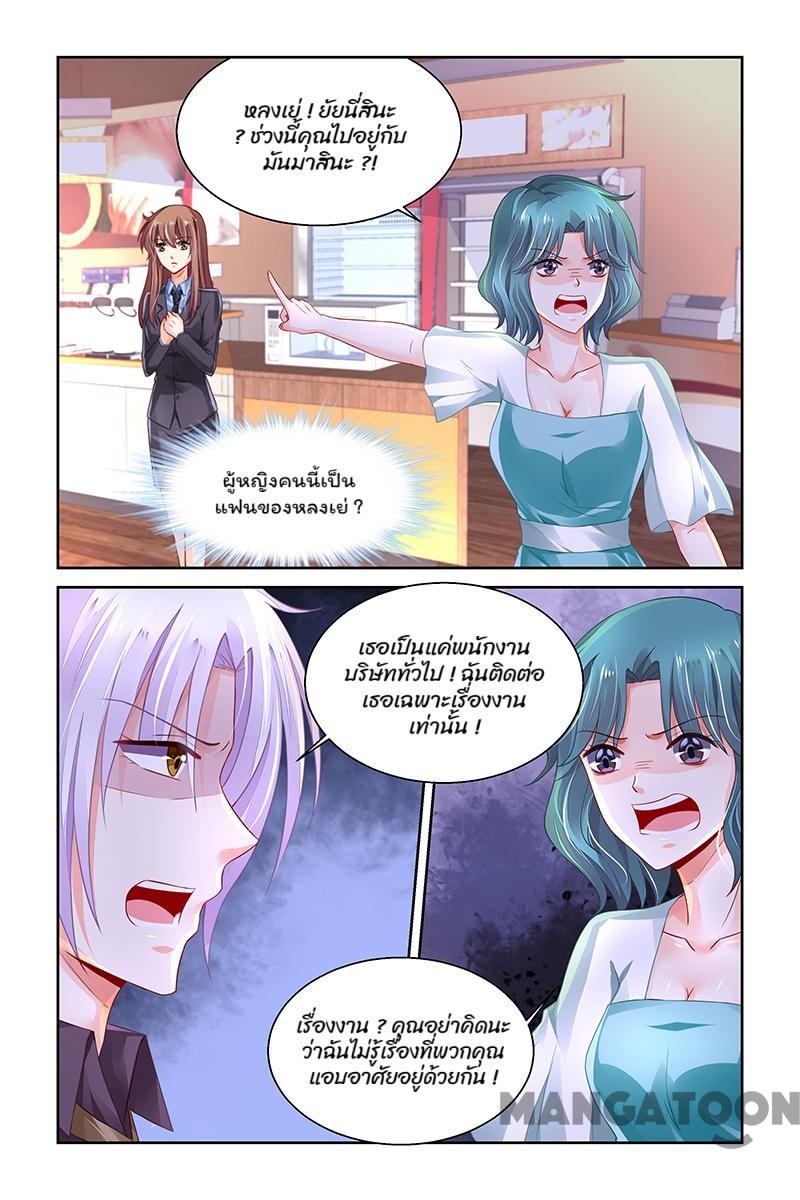 หลงเย่ ! ยัยนี่สินะ
? ช่วงนี้คุณไปอยู่กับ
มันมาสินะ ?!
ผู้หญิงคนนี้เป็น
แฟนของหลงเย่ ?
เธอเป็นแค่พนักงาน
บริษัททั่วไป ! ฉันติดต่อ
เธอเฉพาะเรื่องงาน
เท่านั้น !
เรื่องงาน ? คุณอย่าคิดนะ
ว่าฉันไม่รู้เรื่องที่พวกคุณ
แอบอาศัยอยู่ด้วยกัน !
MANGATOON